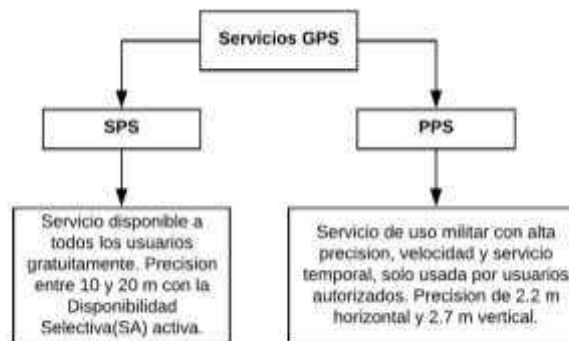 Servicios GPS
SPS
PPS
Servicio disponible a
todos los usuarios
gratuitamente. Precision
entre 10 y 20 m con la
Disponibilidad
Selectiva(SA) activa.
Servicio de uso militar con alta
precision, velocidad y servicio
temporal, solo usada por usuarios
autorizados. Precision de 2.2 m
horizontal y 2.7 m vertical.